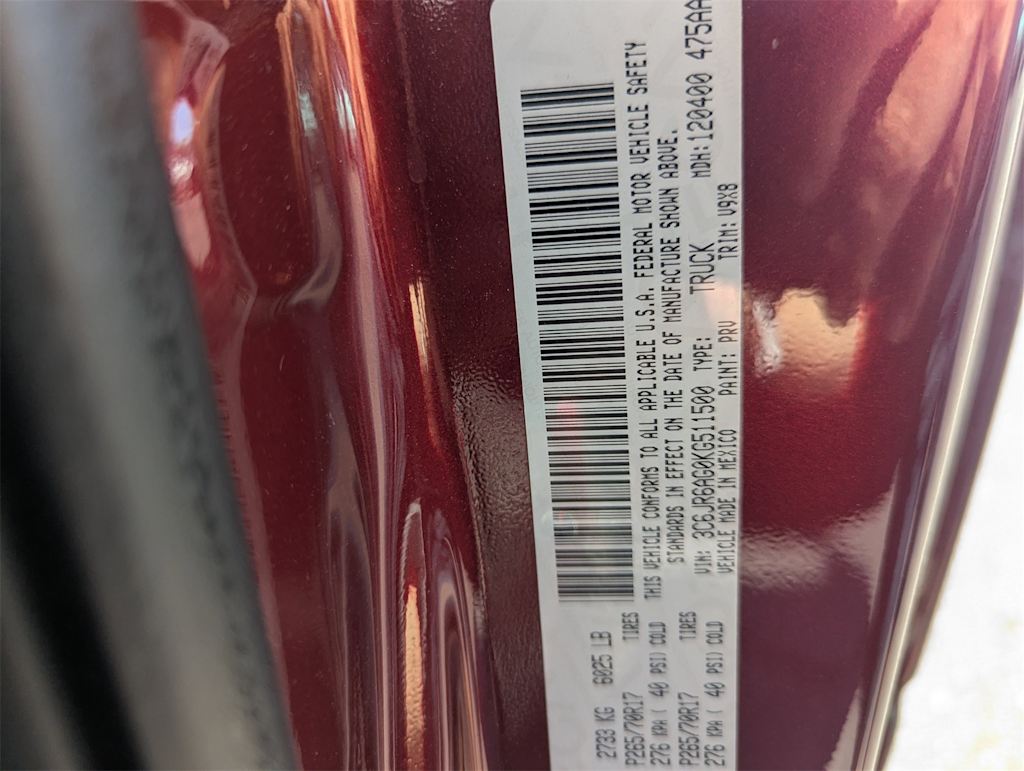 2733 KG 6025 LB
P265/70R17 TIRES
276 KPA ( 40 PSI) COLD
P265/70R17 TIRES
276 KPA ( 40 PSI) COLD
THIS VEHICLE CONFORMS TO ALL APPLICABLE U.S.A. FEDERAL MOTOR VEHICLE SAFETY
STANDARDS IN EFFECT ON THE DATE OF MANUFACTURE SHOWN ABOVE.
VIN: 3C6JR6AG0KG511500 TYPE: TRUCK MDH:120400 475AA
VEHICLE MADE IN MEXICO PAINT: PRV TRIM: V9X8